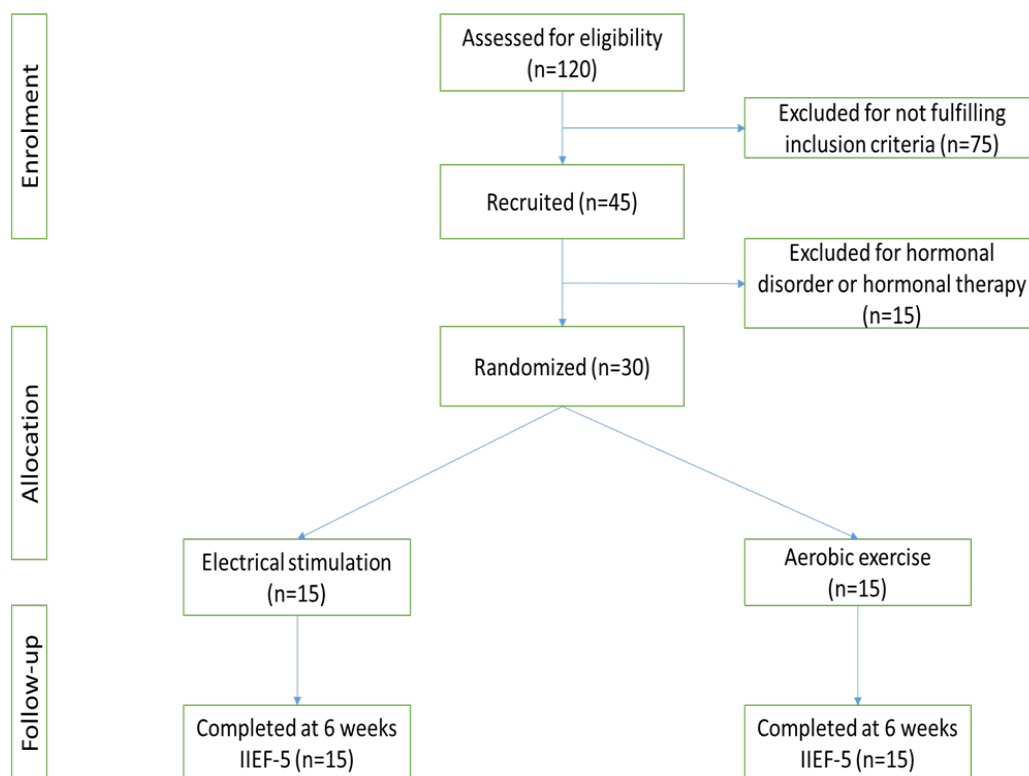 Enrolment
Assessed for eligibility
(n=120)
Excluded for not fulfilling
inclusion criteria (n=75)
Recruited (n=45)
Excluded for hormonal
disorder or hormonal therapy
(n=15)
Allocation
Randomized (n=30)
Electrical stimulation
(n=15)
Aerobic exercise
(n=15)
Follow-up
Completed at 6 weeks
IIEF-5 (n=15)
Completed at 6 weeks
IIEF-5 (n=15)